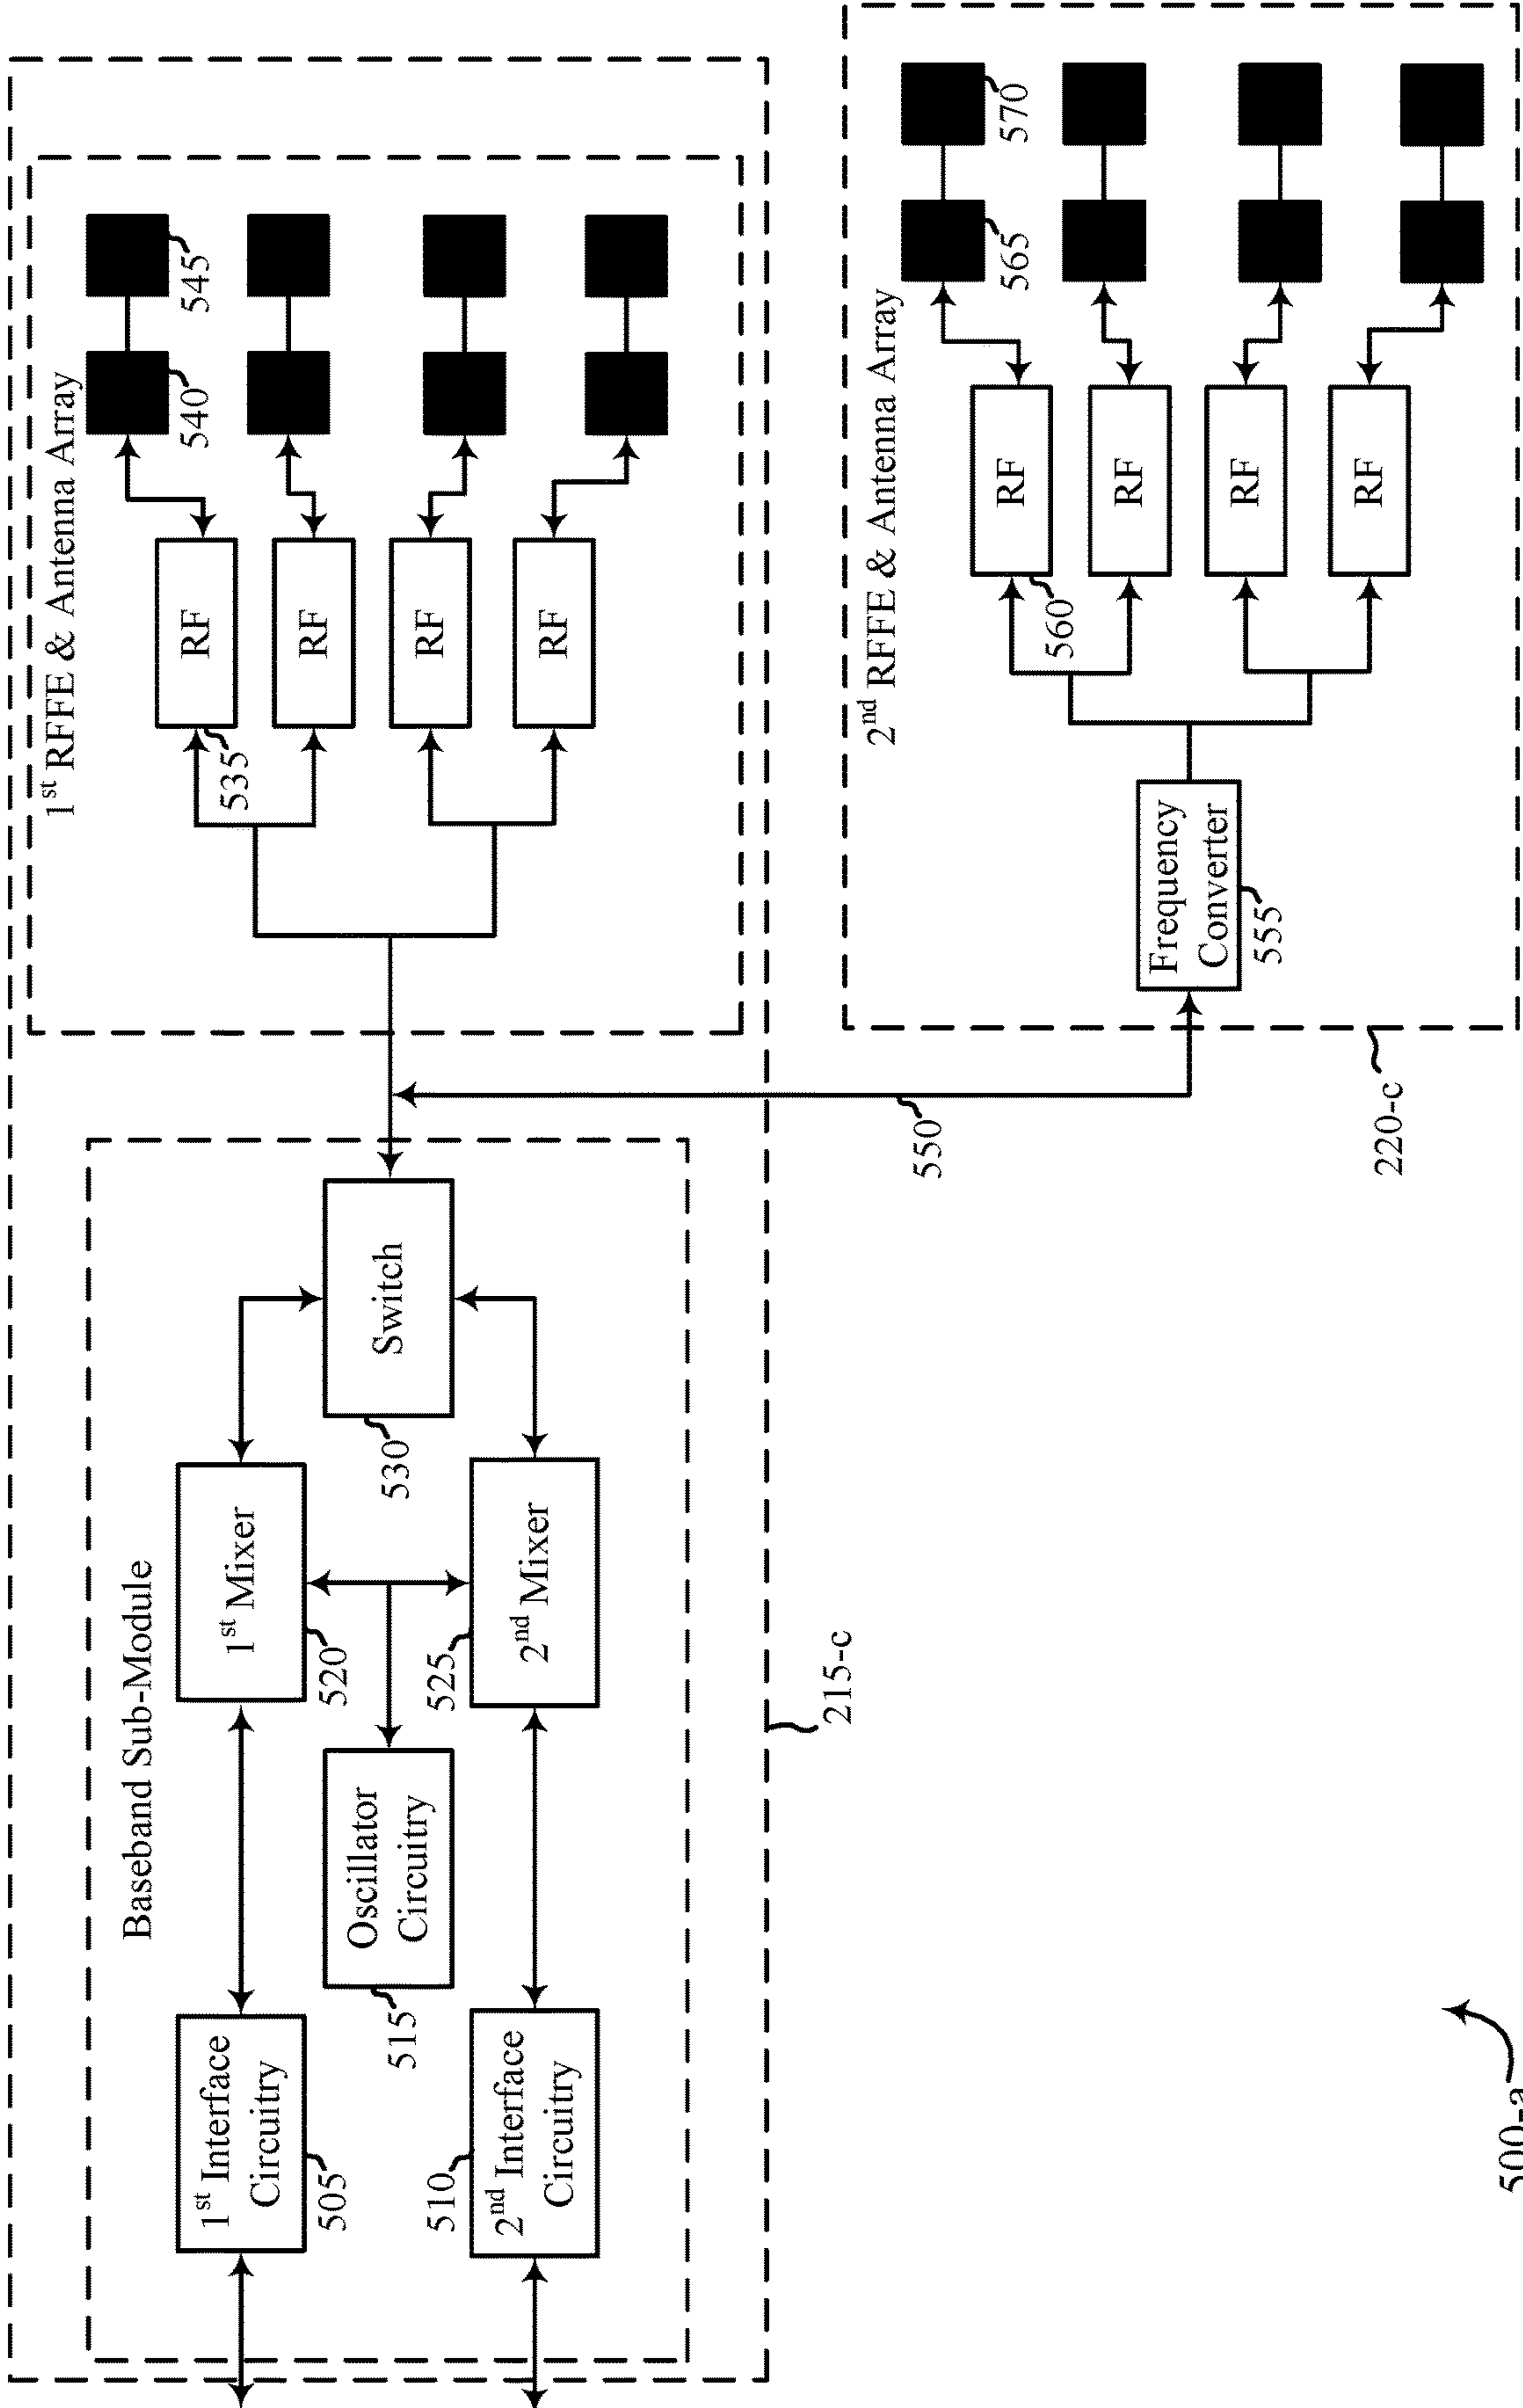 1st RFFE & Antenna Array
545
540
RF
RF
RF
RF
535
Baseband Sub-Module
1st Interface
Circuitry
505
1st Mixer
520
Oscillator
Circuitry
515
Switch
530
2nd Interface
Circuitry
510
2nd Mixer
525
215-c
550
2nd RFFE & Antenna Array
570
565
RF
RF
RF
RF
560
Frequency
Converter
555
220-c
500-a